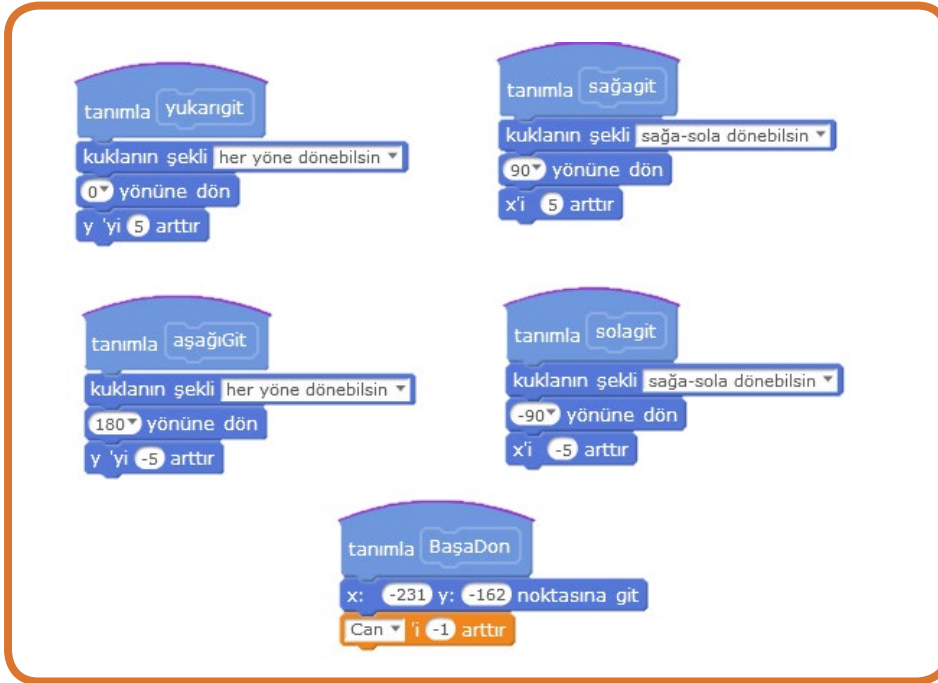 tanımla yukarıgit
kuklanın şekli her yöne dönebilsin
0 yönüne dön
y 'yi 5 arttır
tanımla sağagit
kuklanın şekli sağa-sola dönebilsin
90 yönüne dön
x'i 5 arttır
tanımla aşağıGit
kuklanın şekli her yöne dönebilsin
180 yönüne dön
y 'yi -5 arttır
tanımla solagit
kuklanın şekli sağa-sola dönebilsin
-90 yönüne dön
x'i -5 arttır
tanımla BaşaDon
x: -231 y: -162 noktasına git
Can 'i -1 arttır